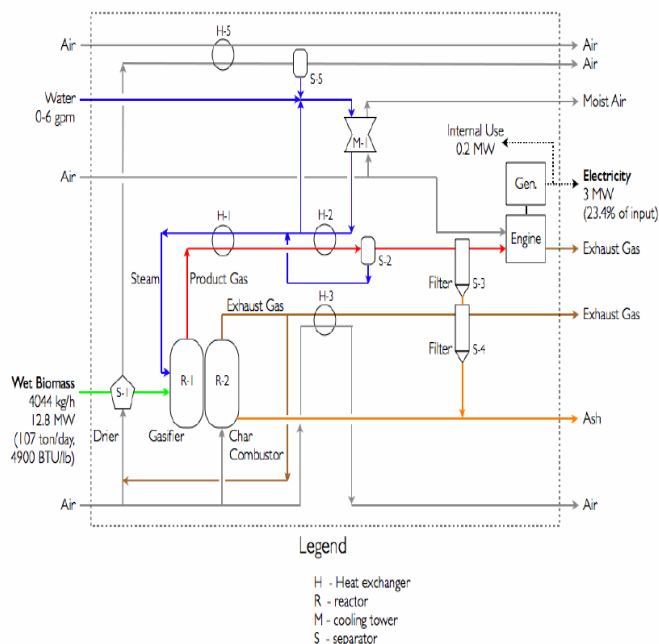 H-5
Air
Air
Air
S-5
Water
0-6 gpm
Moist Air
M-1
Internal Use
0.2 MW
Air
Gen.
Electricity
3 MW
(23.4% of input)
H-1
H-2
Engine
S-2
Exhaust Gas
Steam
Product Gas
Filter
S-3
H-3
Exhaust Gas
Exhaust Gas
Filter
S-4
R-1
R-2
Wet Biomass
4044 kg/h
12.8 MW
(107 ton/day,
4900 BTU/lb)
S-1
Drier
Gasifier
Char
Combustor
Ash
Air
Air
Legend
H - Heat exchanger
R - reactor
M - cooling tower
S - separator